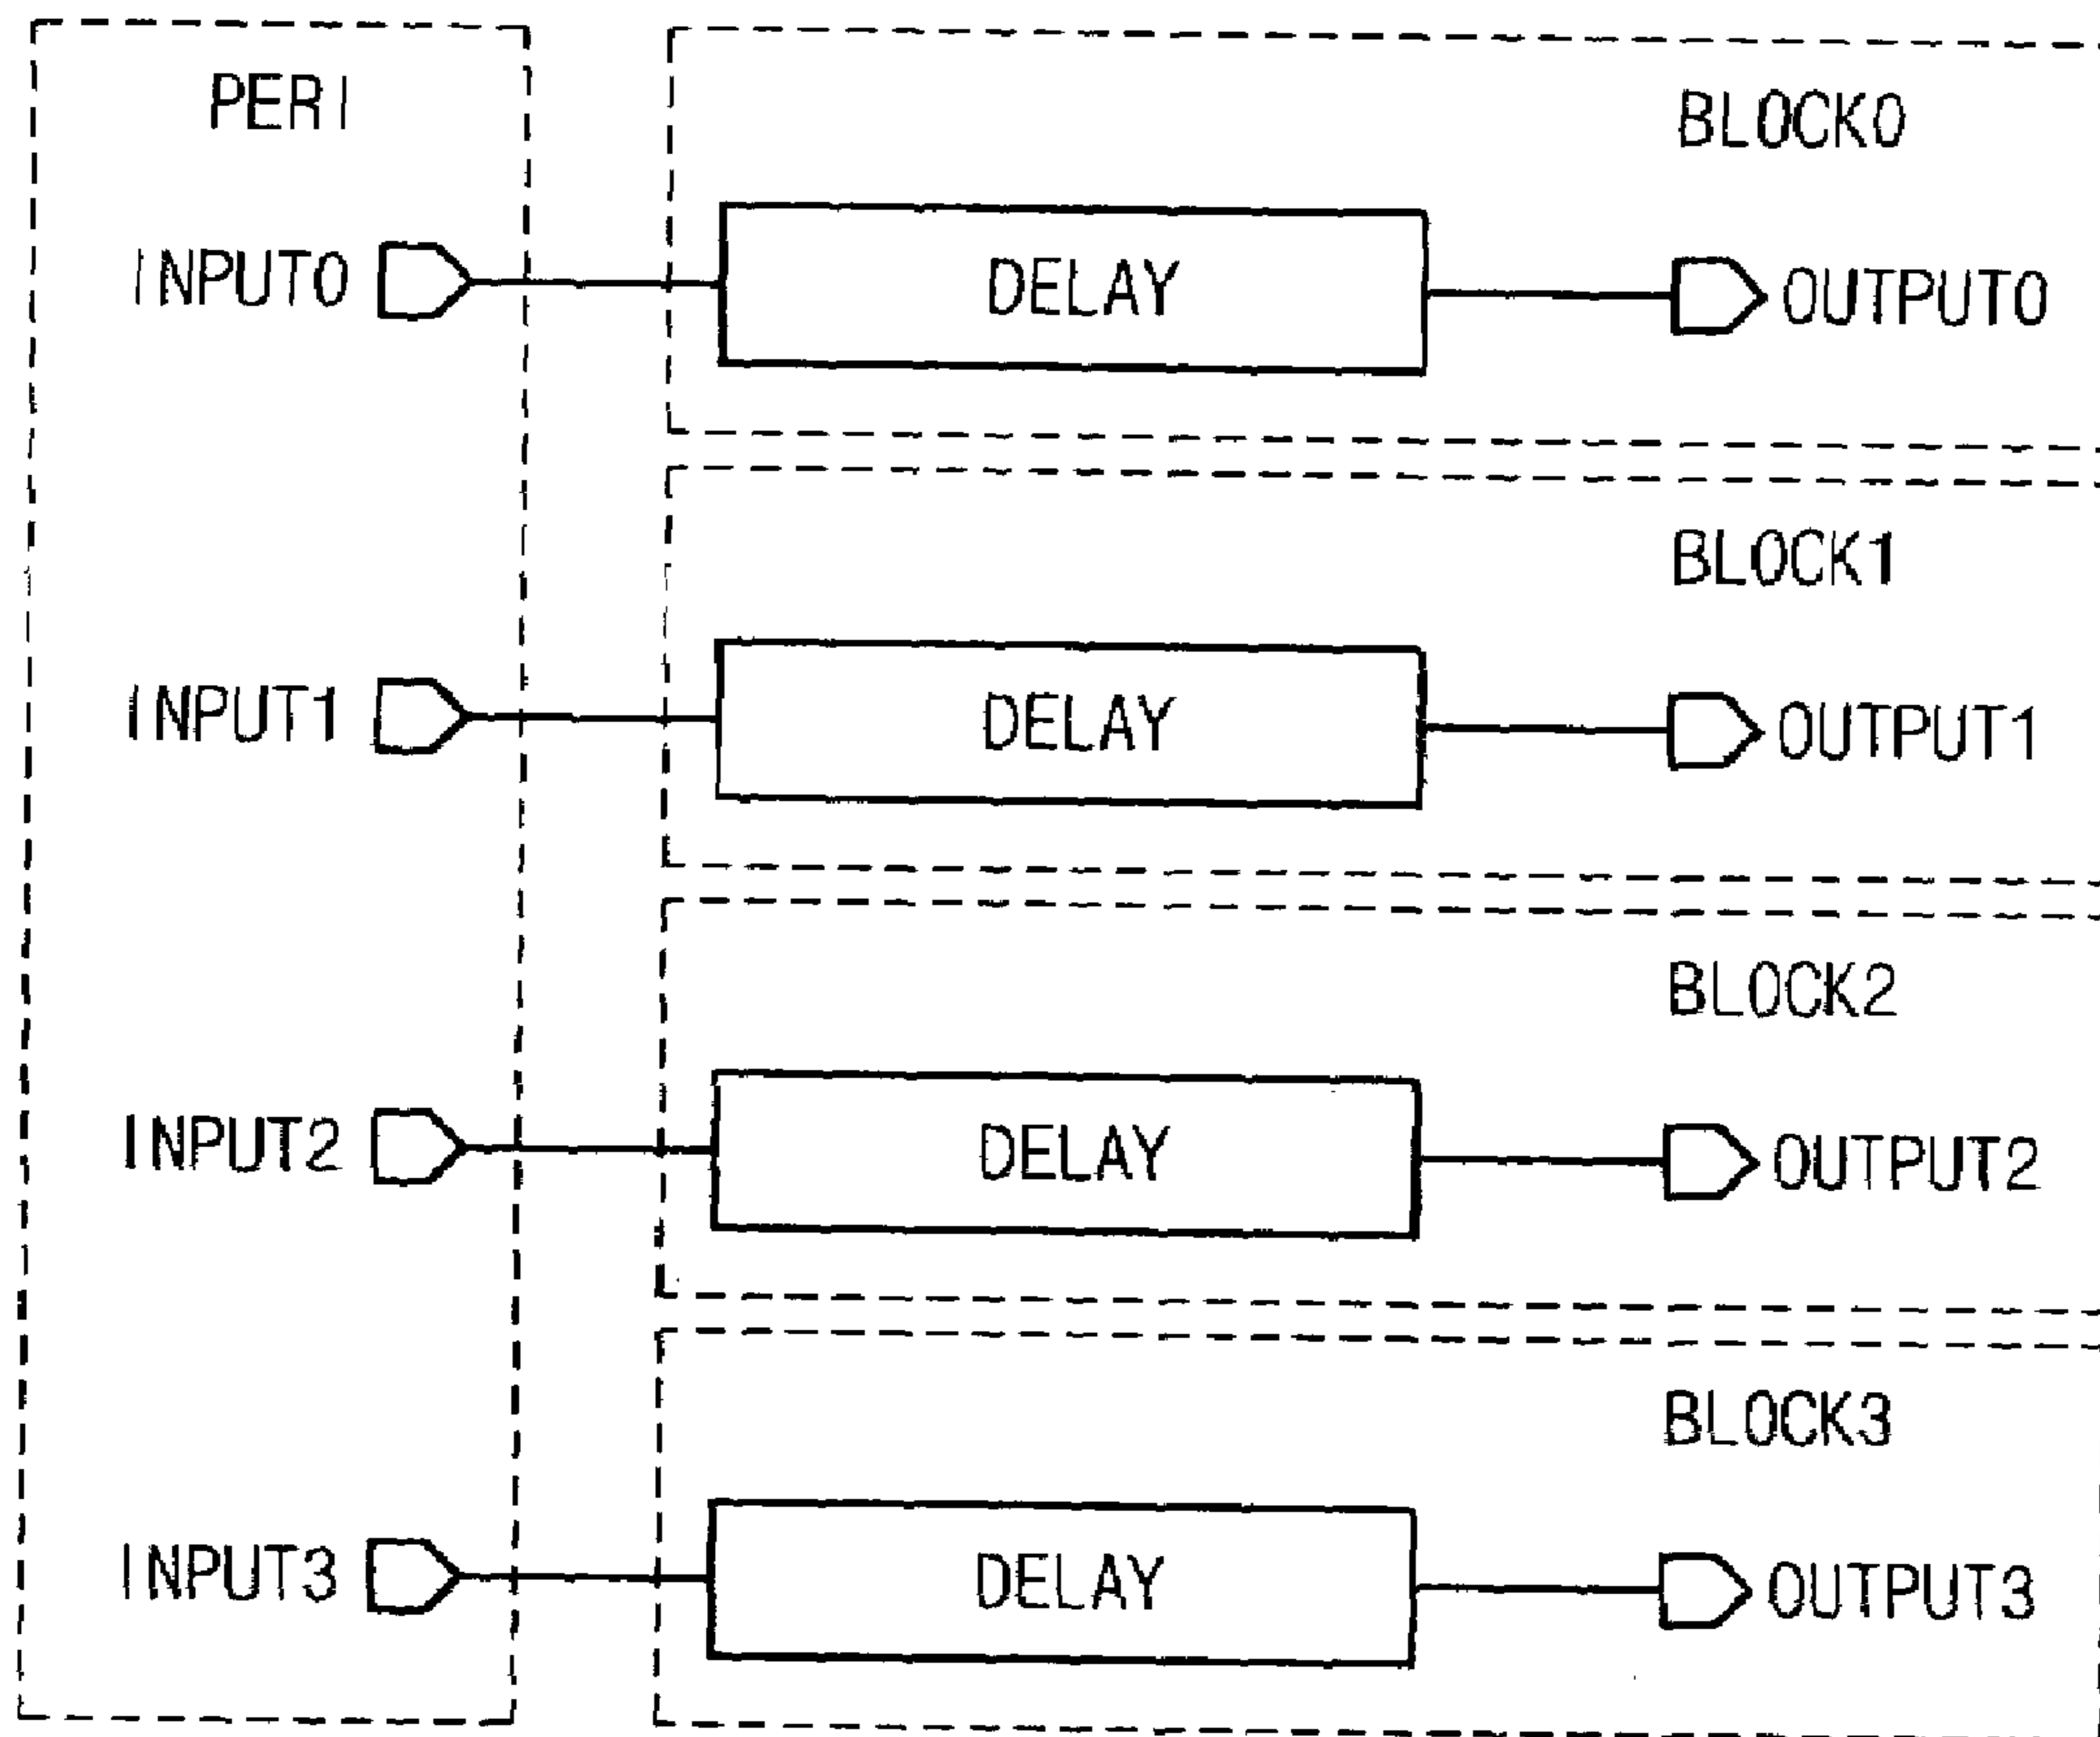 PERI
BLOCK0
INPUT0 DELAY OUTPUT0
BLOCK1
INPUT1 DELAY OUTPUT1
BLOCK2
INPUT2 DELAY OUTPUT2
BLOCK3
INPUT3 DELAY OUTPUT3